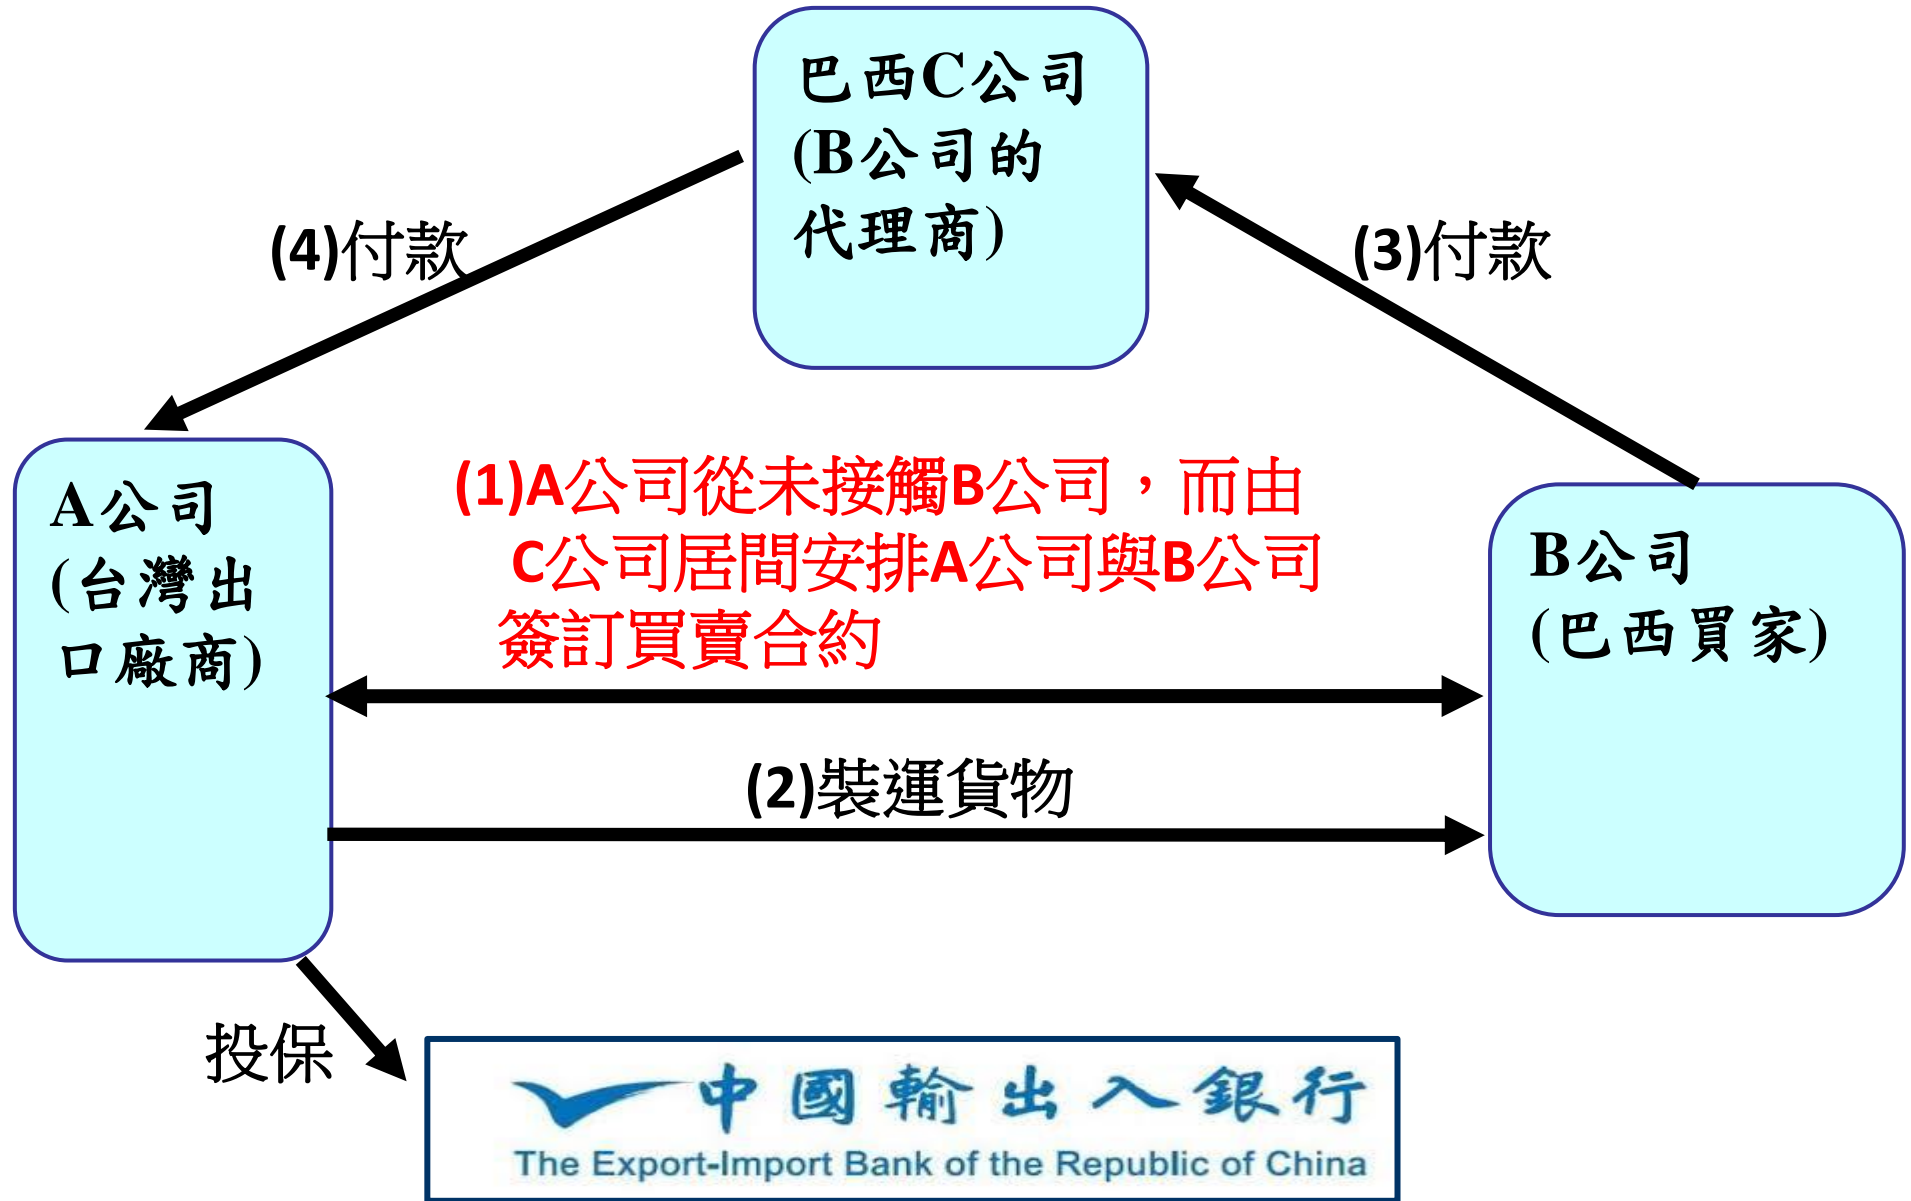 巴西C公司
(B公司的
代理商)
(4)付款
(3)付款
A公司
(台灣出
口廠商)
(1)A公司從未接觸B公司，而由
C公司居間安排A公司與B公司
簽訂買賣合約
B公司
(巴西買家)
(2)裝運貨物
投保
中國輸出入銀行
The Export-Import Bank of the Republic of China